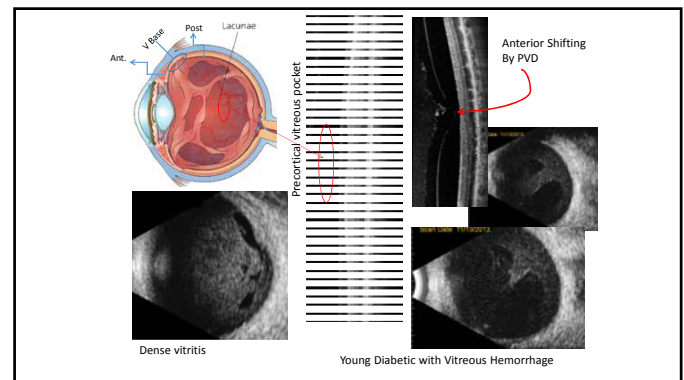 Post
Lacunae
V Base
Ant.
Precortical vitreous pocket
Anterior Shifting
By PVD
Dense vitritis
Young Diabetic with Vitreous Hemorrhage